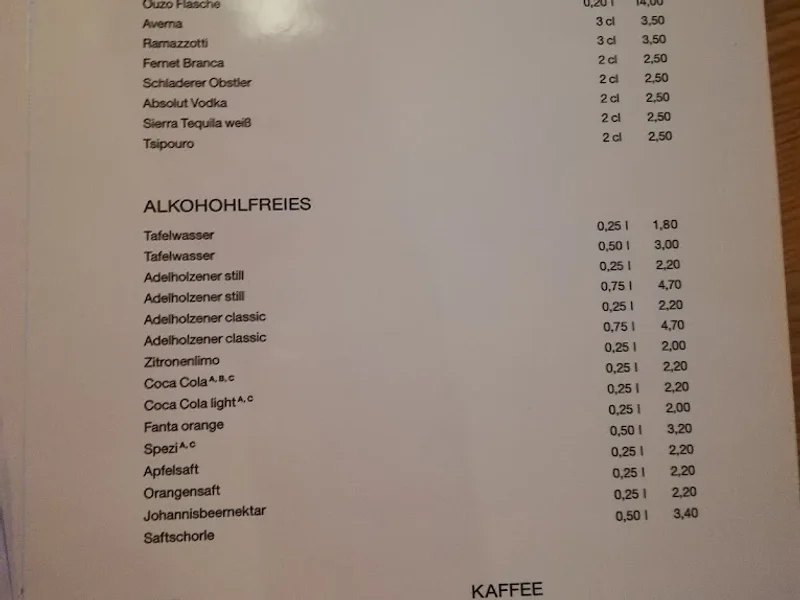 Ouzo Flasche 0,20 l 14,00
Averna 3 cl 3,50
Ramazzotti 3 cl 3,50
Fernet Branca 2 cl 2,50
Schladerer Obstler 2 cl 2,50
Absolut Vodka 2 cl 2,50
Sierra Tequila weiß 2 cl 2,50
Tsipouro 2 cl 2,50
ALKOHOHLFREIES
Tafelwasser 0,25 l 1,80
Tafelwasser 0,50 l 3,00
Adelholzener still 0,25 l 2,20
Adelholzener still 0,75 l 4,70
Adelholzener classic 0,25 l 2,20
Adelholzener classic 0,75 l 4,70
Zitronenlimo 0,25 l 2,00
Coca Cola A, B, C 0,25 l 2,20
Coca Cola light A, C 0,25 l 2,20
Fanta orange 0,25 l 2,00
Spezi A, C 0,50 l 3,20
Apfelsaft 0,25 l 2,20
Orangensaft 0,25 l 2,20
Johannisbeernektar 0,25 l 2,20
Saftschorle 0,50 l 3,40
KAFFEE